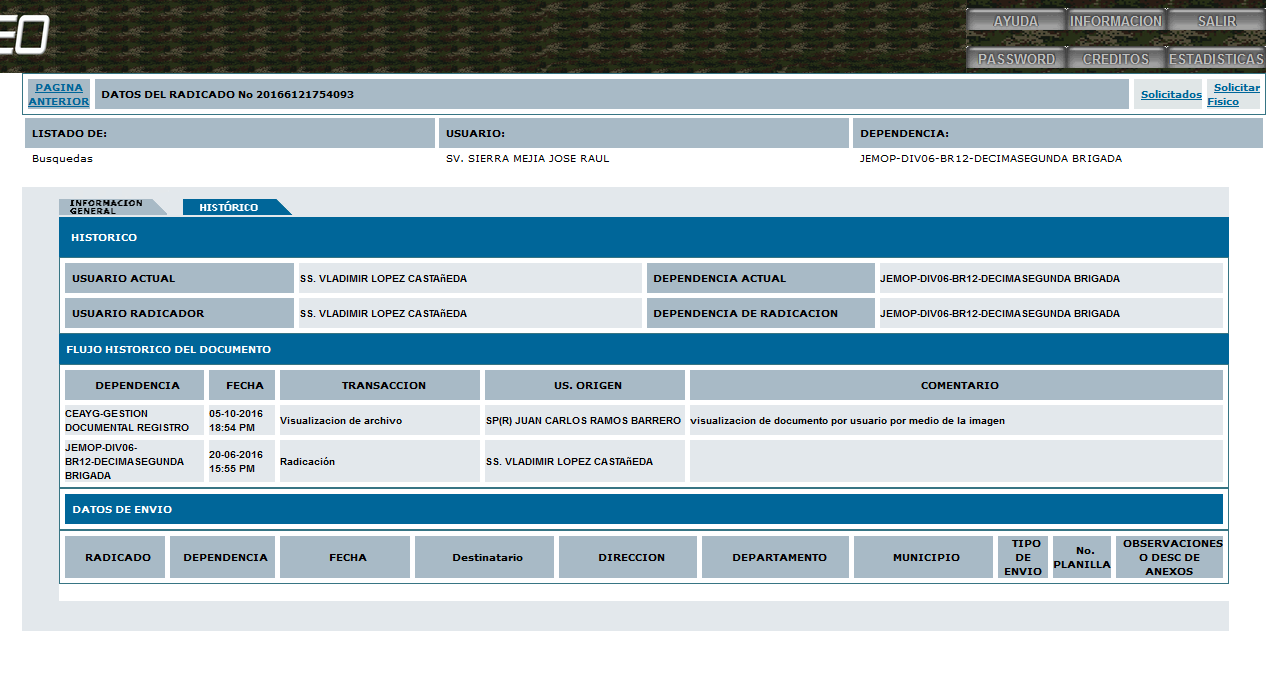 EO
AYUDA
INFORMACION
SALIR
PASSWORD
CREDITOS
ESTADISTICAS
PAGINA
ANTERIOR
DATOS DEL RADICADO No 20166121754093
Solicitados
Solicitar
Fisico
LISTADO DE:
USUARIO:
DEPENDENCIA:
Busquedas
SV. SIERRA MEJIA JOSE RAUL
JEMOP-DIV06-BR12-DECIMASEGUNDA BRIGADA
INFORMACION
GENERAL
HISTÓRICO
HISTORICO
USUARIO ACTUAL
SS. VLADIMIR LOPEZ CASTAñEDA
DEPENDENCIA ACTUAL
JEMOP-DIV06-BR12-DECIMASEGUNDA BRIGADA
USUARIO RADICADOR
SS. VLADIMIR LOPEZ CASTAñEDA
DEPENDENCIA DE RADICACION
JEMOP-DIV06-BR12-DECIMASEGUNDA BRIGADA
FLUJO HISTORICO DEL DOCUMENTO
DEPENDENCIA
FECHA
TRANSACCION
US. ORIGEN
COMENTARIO
CEAYG-GESTION
DOCUMENTAL REGISTRO
05-10-2016
18:54 PM
Visualizacion de archivo
SP(R) JUAN CARLOS RAMOS BARRERO
visualizacion de documento por usuario por medio de la imagen
JEMOP-DIV06-
BR12-DECIMASEGUNDA
BRIGADA
20-06-2016
15:55 PM
Radicación
SS. VLADIMIR LOPEZ CASTAñEDA
DATOS DE ENVIO
RADICADO
DEPENDENCIA
FECHA
Destinatario
DIRECCION
DEPARTAMENTO
MUNICIPIO
TIPO
DE
ENVIO
No.
PLANILLA
OBSERVACIONES
O DESC DE
ANEXOS